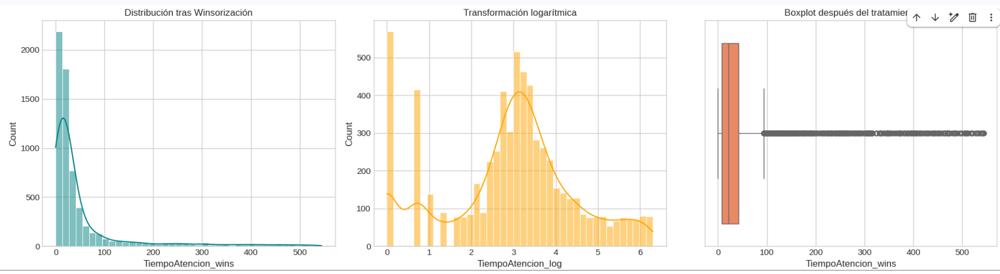 Distribución tras Winsorización
Count
2000
1500
1000
500
0
0 100 200 300 400 500
TiempoAtencion_wins
Transformación logarítmica
Count
500
400
300
200
100
0
0 1 2 3 4 5 6
TiempoAtencion_log
Boxplot después del
0 100 200 300 400 500
TiempoAtencion_wins